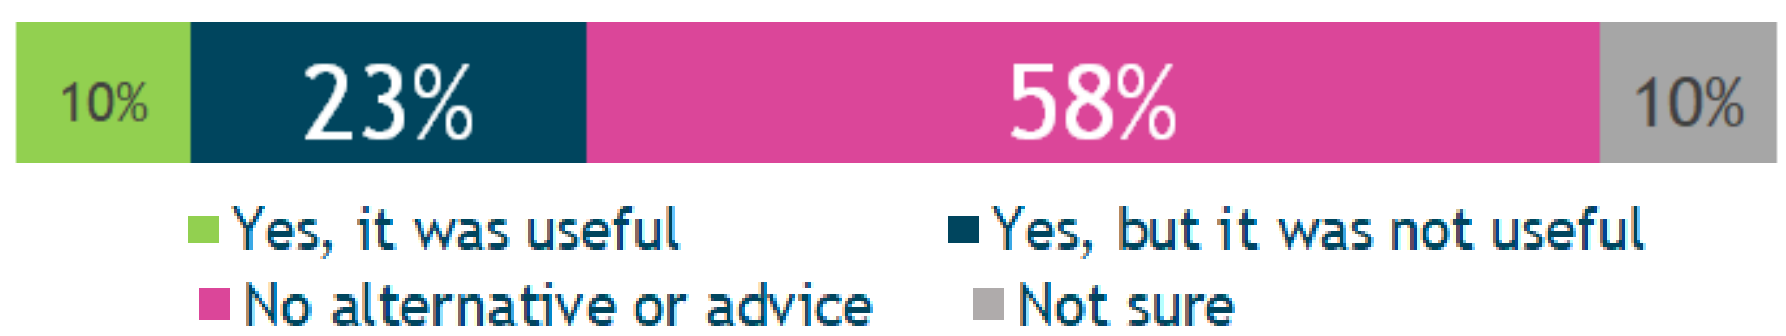 10% 23% 58% 10%
Yes, it was useful Yes, but it was not useful
No alternative or advice Not sure